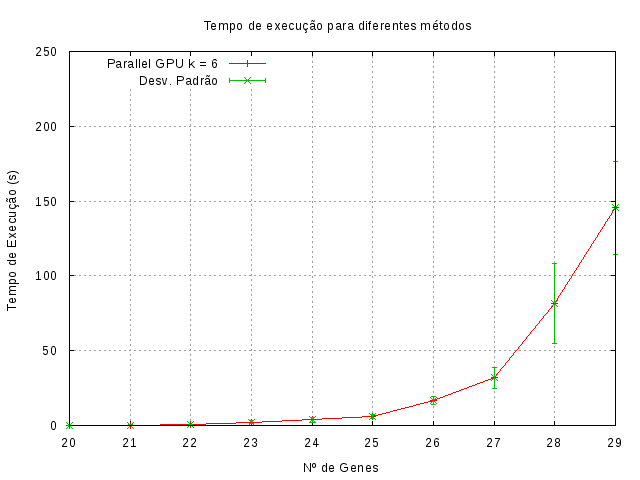 Tempo de execução para diferentes métodos
250
200
150
100
50
0
Parallel GPU k = 6
Desv. Padrão
Tempo de Execução (s)
20 21 22 23 24 25 26 27 28 29
Nº de Genes